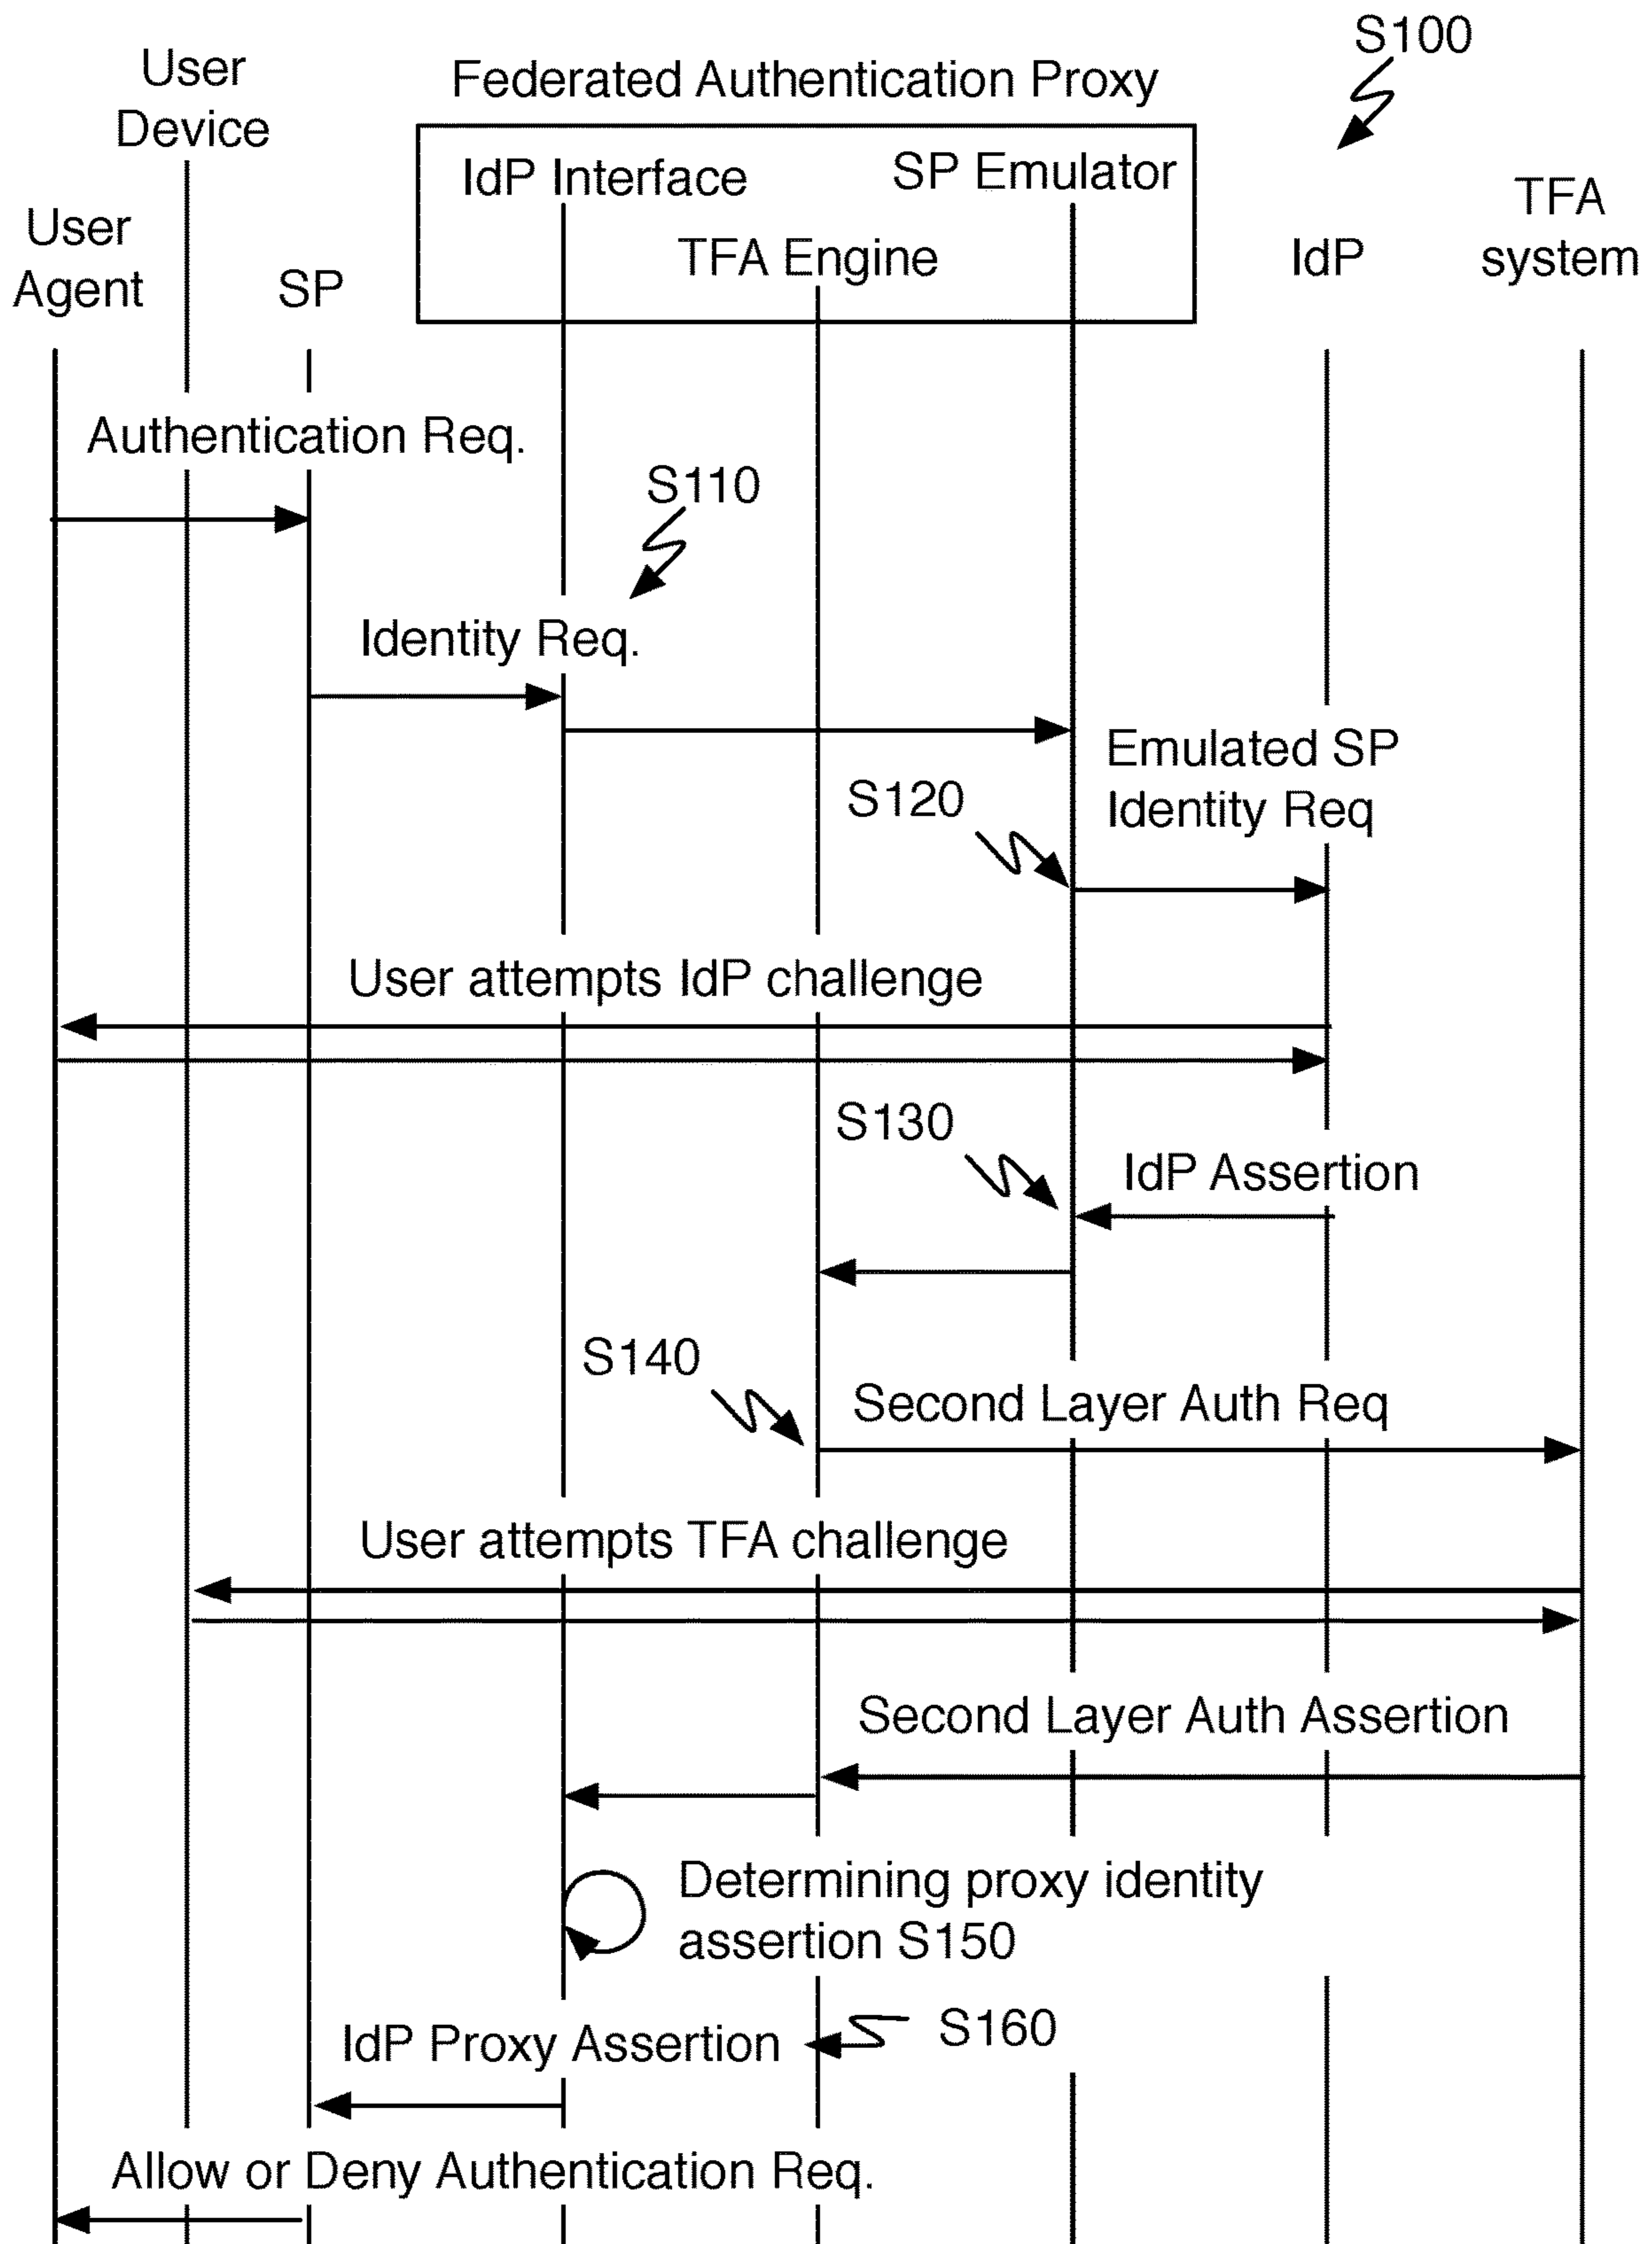 S100
User
Device
Federated Authentication Proxy
IdP Interface
SP Emulator
TFA Engine
User
Agent
SP
IdP
TFA
system
Authentication Req.
S110
Identity Req.
Emulated SP
Identity Req
S120
User attempts IdP challenge
S130
IdP Assertion
S140
Second Layer Auth Req
User attempts TFA challenge
Second Layer Auth Assertion
Determining proxy identity
assertion S150
IdP Proxy Assertion
S160
Allow or Deny Authentication Req.